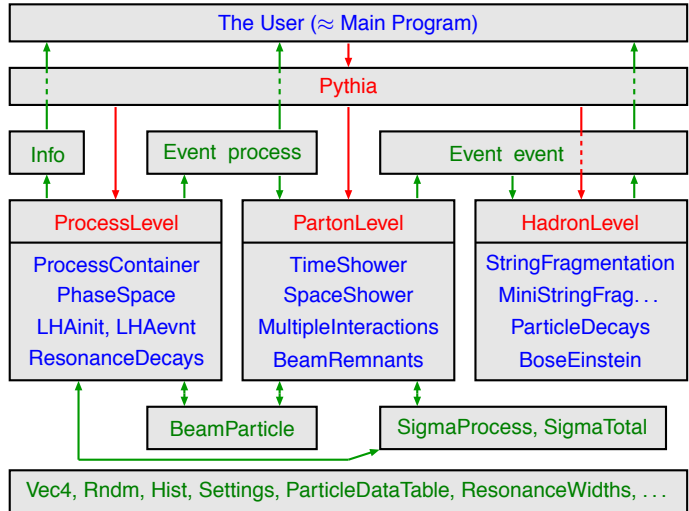 The User (≈ Main Program)
Pythia
Info
Event process
Event event
ProcessLevel
ProcessContainer
PhaseSpace
LHAinit, LHAevnt
ResonanceDecays
PartonLevel
TimeShower
SpaceShower
MultipleInteractions
BeamRemnants
HadronLevel
StringFragmentation
MiniStringFrag...
ParticleDecays
BoseEinstein
BeamParticle
SigmaProcess, SigmaTotal
Vec4, Rndm, Hist, Settings, ParticleDataTable, ResonanceWidths, ...